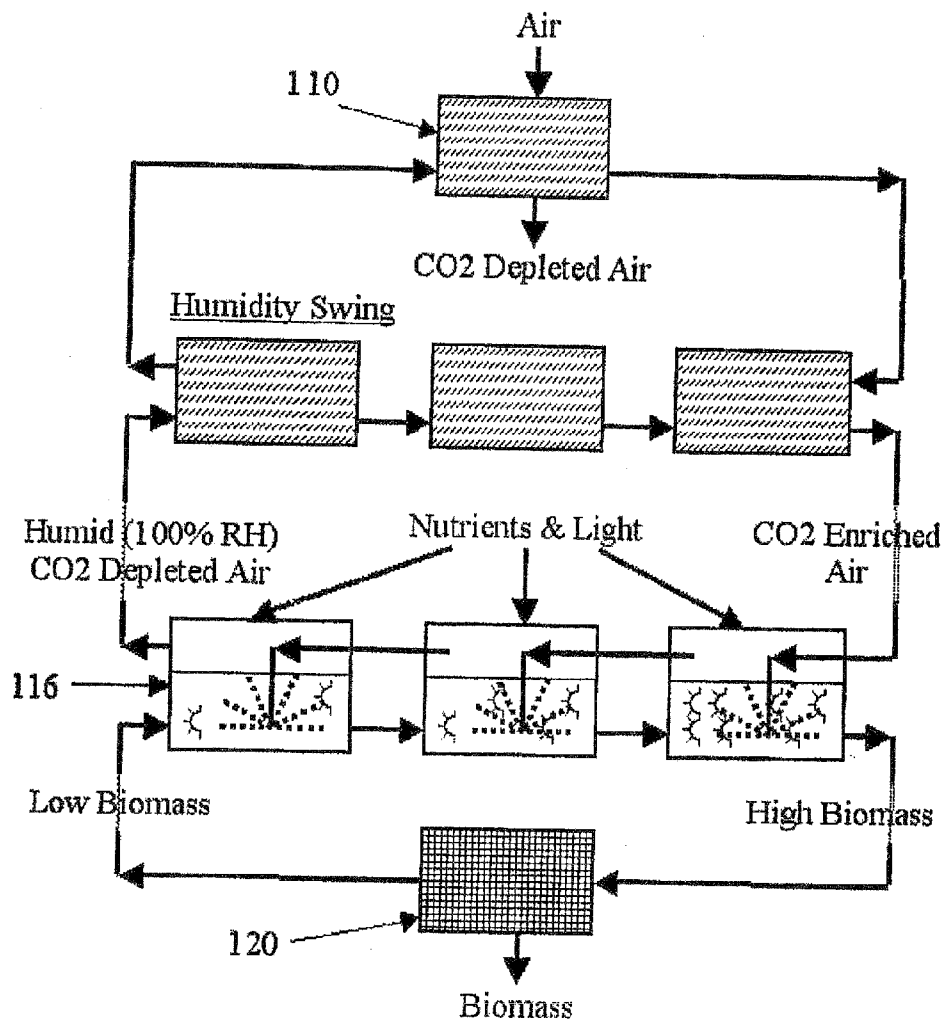 Air
110
CO2 Depleted Air
Humidity Swing
Humid (100% RH)
CO2 Depleted Air
Nutrients & Light
CO2 Enriched
Air
116
Low Biomass
High Biomass
120
Biomass